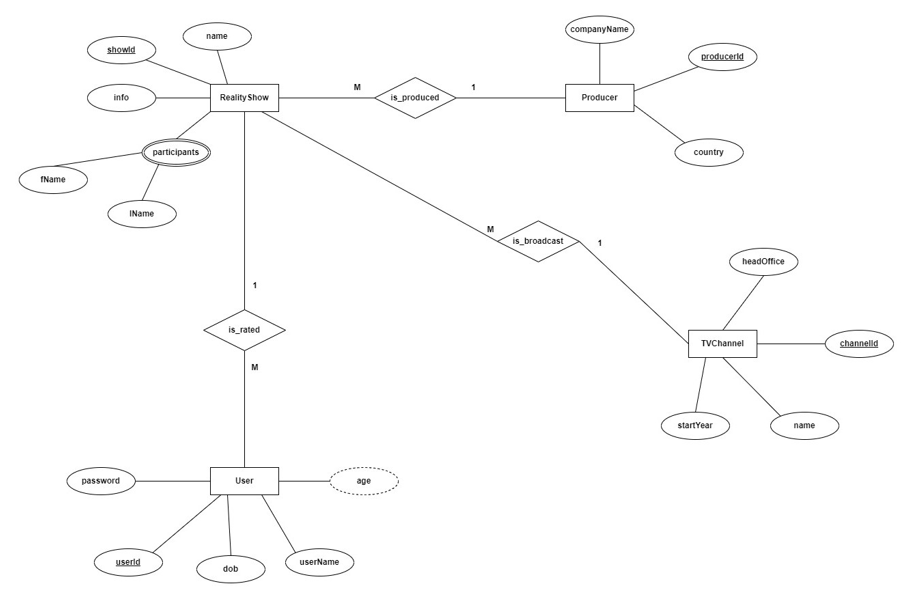 name
companyName
showId
producerId
info
RealityShow
M
is_produced
1
Producer
participants
country
fName
lName
M
is_broadcast
1
headOffice
1
is_rated
TVChannel
channelId
M
startYear
name
password
User
age
userId
dob
userName